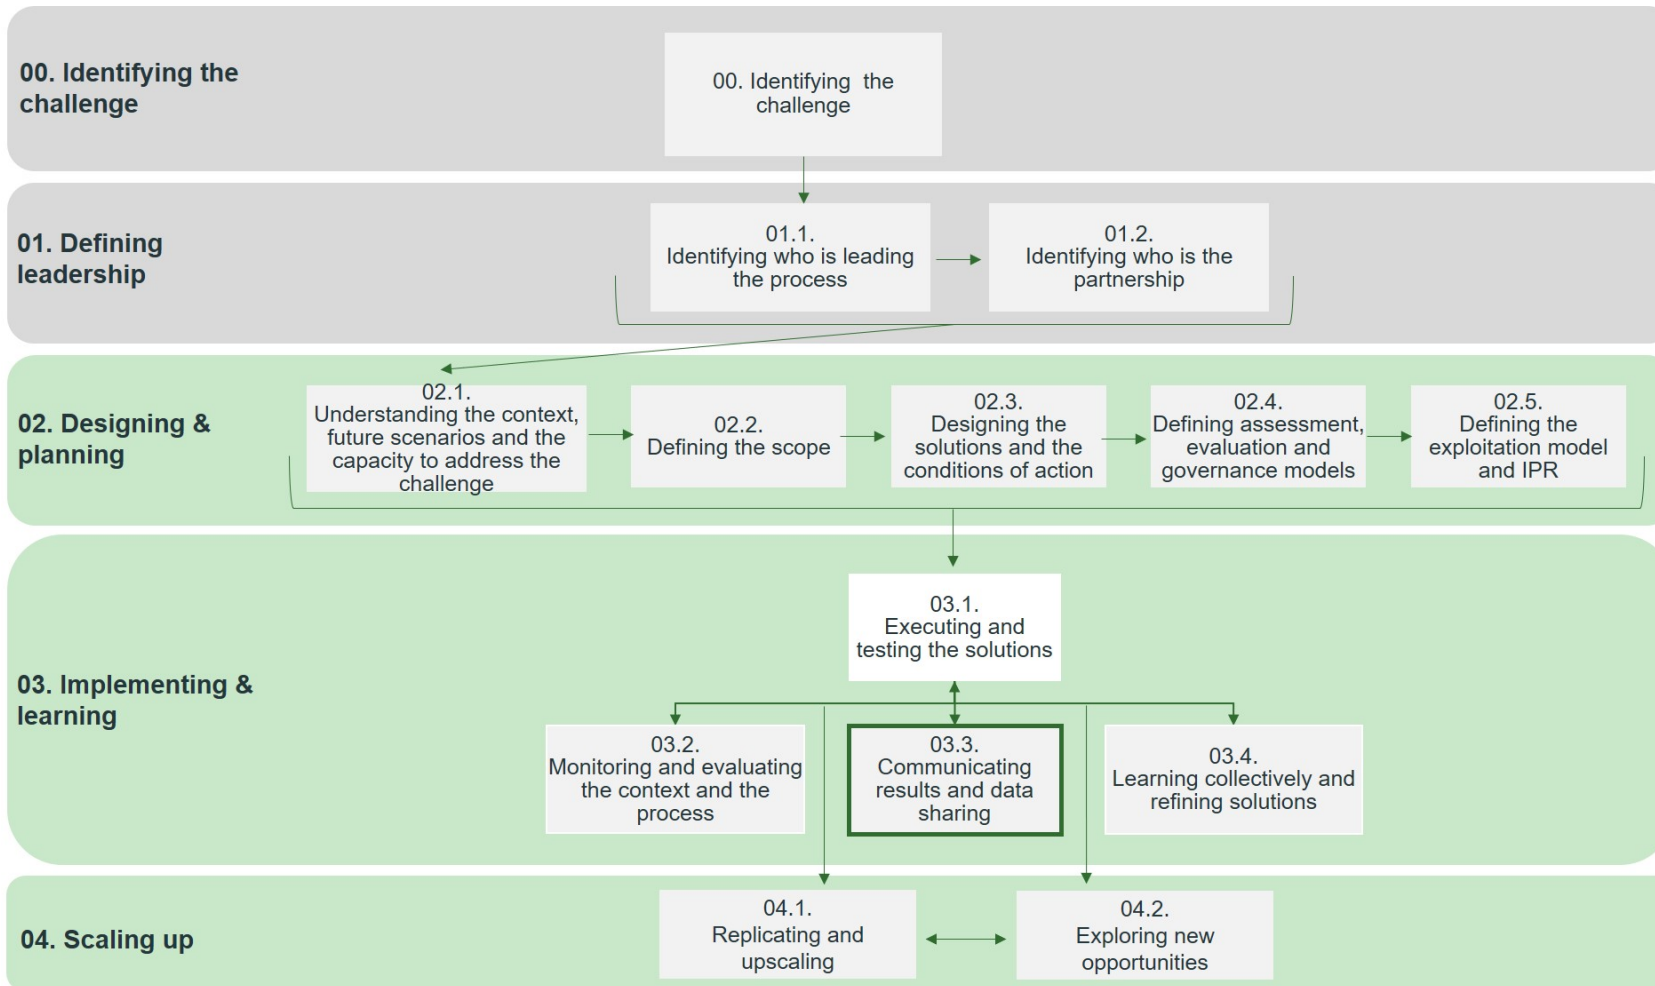 00. Identifying the
challenge
00. Identifying the
challenge
01. Defining
leadership
01.1.
Identifying who is leading
the process
01.2.
Identifying who is the
partnership
02. Designing &
planning
02.1.
Understanding the context,
future scenarios and the
capacity to address the
challenge
02.2.
Defining the scope
02.3.
Designing the
solutions and the
conditions of action
02.4.
Defining assessment,
evaluation and
governance models
02.5.
Defining the
exploitation model
and IPR
03. Implementing &
learning
03.1.
Executing and
testing the solutions
03.2.
Monitoring and evaluating
the context and the
process
03.3.
Communicating
results and data
sharing
03.4.
Learning collectively and
refining solutions
04. Scaling up
04.1.
Replicating and
upscaling
04.2.
Exploring new
opportunities